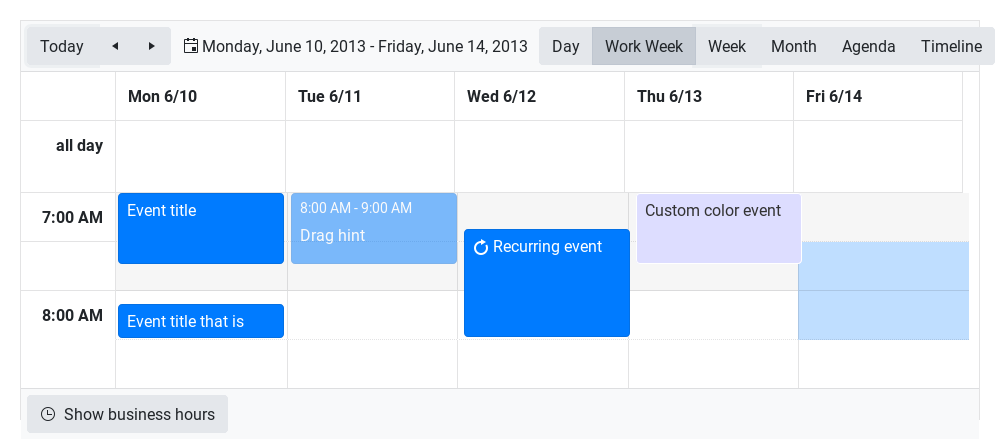 Today Monday, June 10, 2013 - Friday, June 14, 2013 Day Work Week Week Month Agenda Timeline
Mon 6/10 Tue 6/11 Wed 6/12 Thu 6/13 Fri 6/14
all day
7:00 AM
Event title
8:00 AM - 9:00 AM
Drag hint
Recurring event
Custom color event
8:00 AM
Event title that is
Show business hours